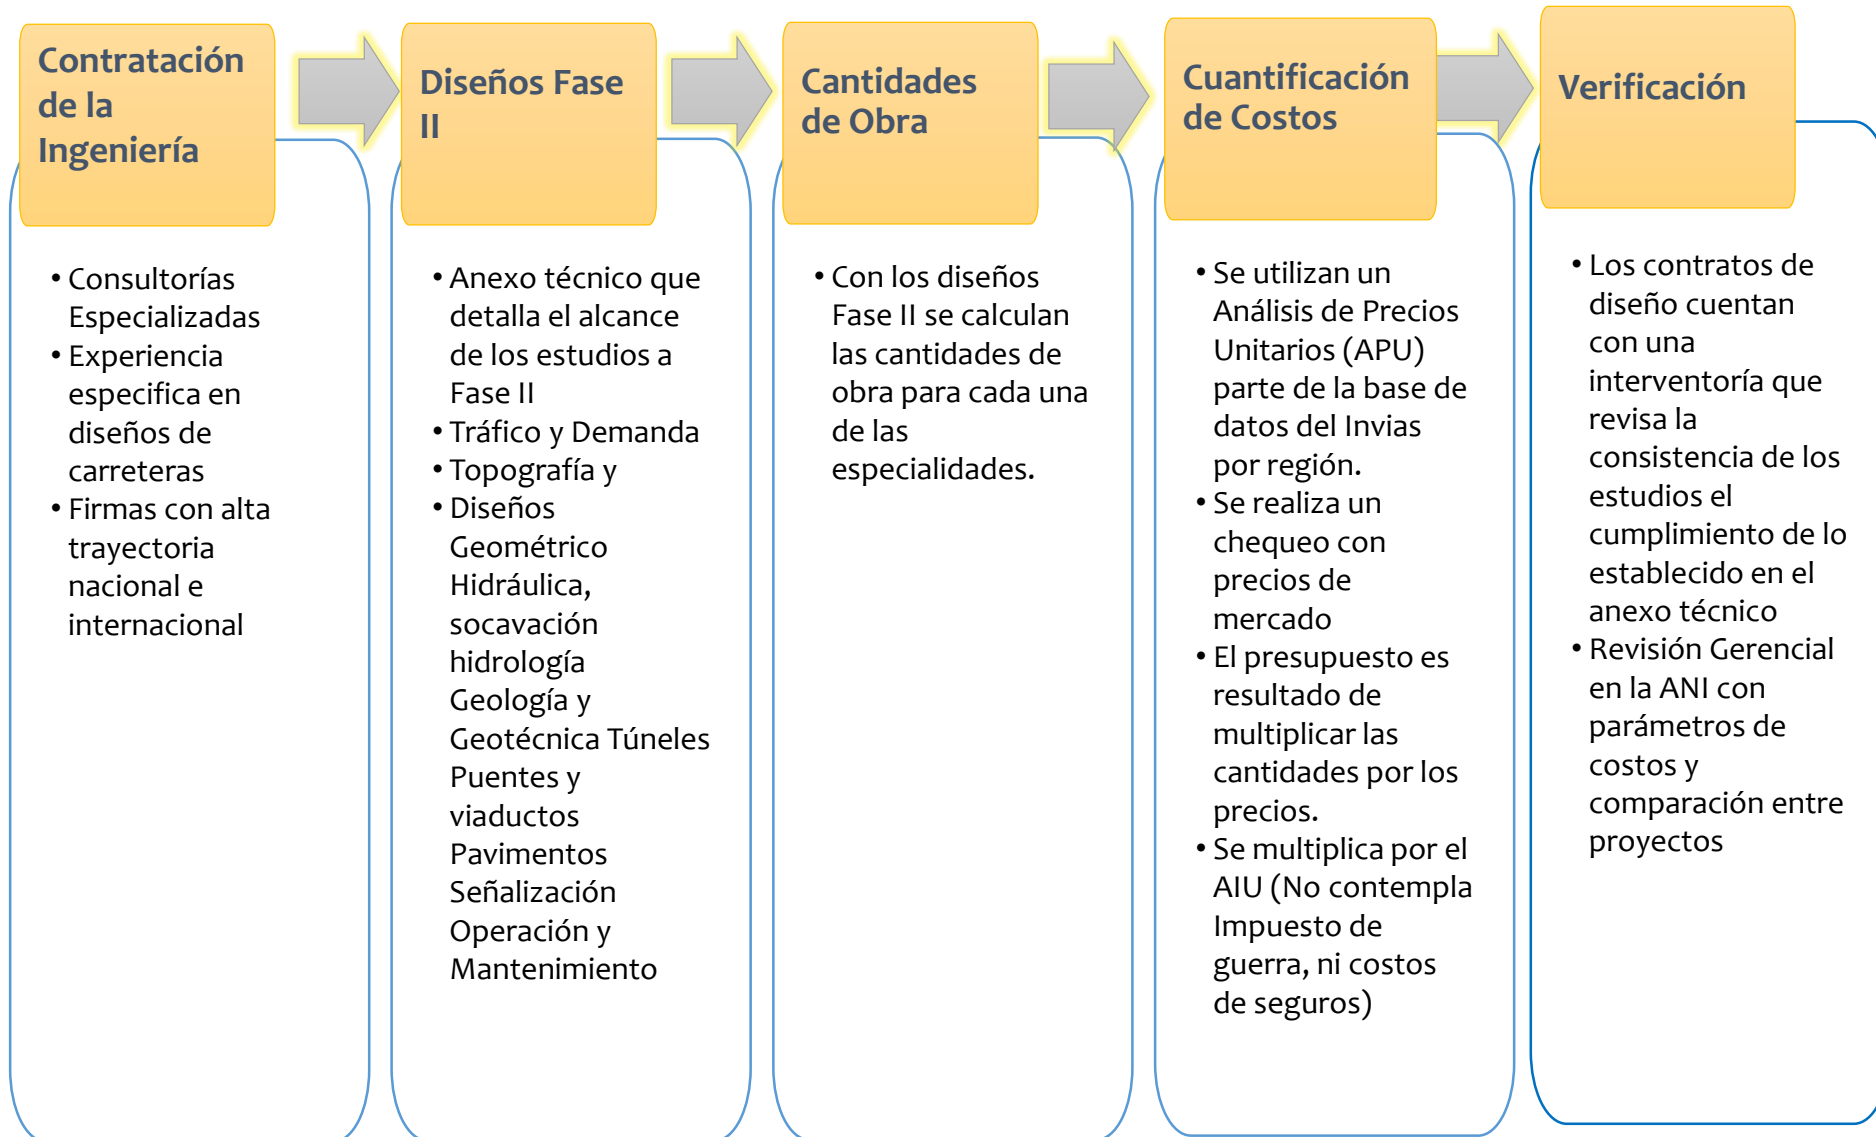 Contratación
de la
Ingeniería
• Consultorías
Especializadas
• Experiencia
especifica en
diseños de
carreteras
• Firmas con alta
trayectoria
nacional e
internacional
Diseños Fase
II
• Anexo técnico que
detalla el alcance
de los estudios a
Fase II
• Tráfico y Demanda
• Topografía y
• Diseños
Geométrico
Hidráulica,
socavación
hidrología
Geología y
Geotécnica Túneles
Puentes y
viaductos
Pavimentos
Señalización
Operación y
Mantenimiento
Cantidades
de Obra
• Con los diseños
Fase II se calculan
las cantidades de
obra para cada una
de las
especialidades.
Cuantificación
de Costos
• Se utilizan un
Análisis de Precios
Unitarios (APU)
parte de la base de
datos del Invias
por región.
• Se realiza un
chequeo con
precios de
mercado
• El presupuesto es
resultado de
multiplicar las
cantidades por los
precios.
• Se multiplica por el
AIU (No contempla
Impuesto de
guerra, ni costos
de seguros)
Verificación
• Los contratos de
diseño cuentan
con una
interventoría que
revisa la
consistencia de los
estudios el
cumplimiento de lo
establecido en el
anexo técnico
• Revisión Gerencial
en la ANI con
parámetros de
costos y
comparación entre
proyectos